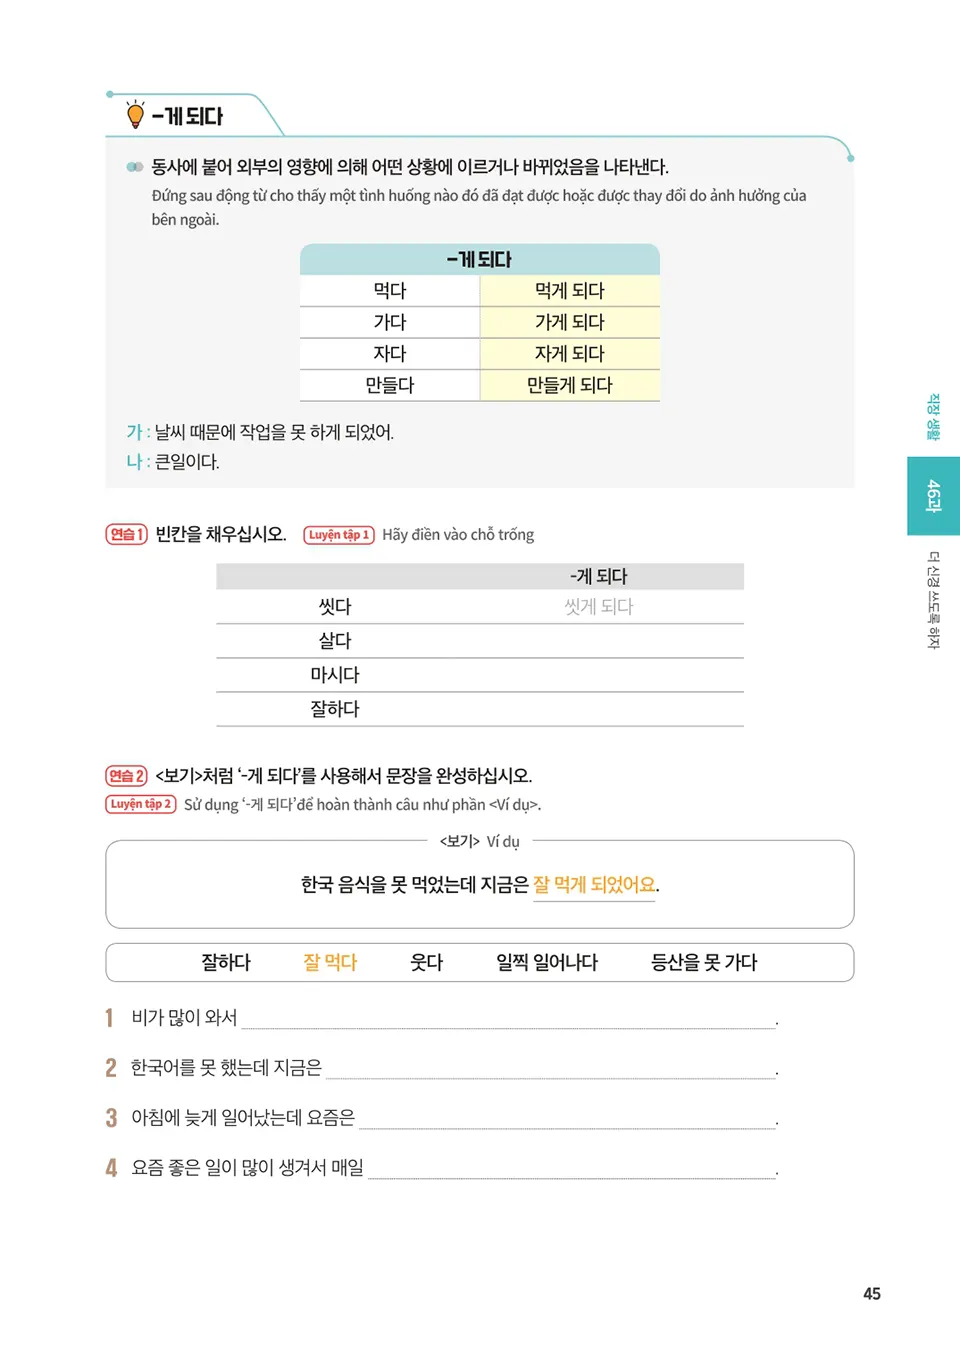 -게 되다
동사에 붙어 외부의 영향에 의해 어떤 상황에 이르거나 바뀌었음을 나타낸다.
Đứng sau động từ cho thấy một tình huống nào đó đã đạt được hoặc được thay đổi do ảnh hưởng của
bên ngoài.
-게 되다
먹다 먹게 되다
가다 가게 되다
자다 자게 되다
만들다 만들게 되다
가 : 날씨 때문에 작업을 못 하게 되었어.
나 : 큰일이다.
직장 생활
46과
더 신경 쓰도록 하자
연습 1 빈칸을 채우십시오. Luyện tập 1 Hãy điền vào chỗ trống
-게 되다
씻다 씻게 되다
살다
마시다
잘하다
연습 2 <보기>처럼 ‘-게 되다’를 사용해서 문장을 완성하십시오.
Luyện tập 2 Sử dụng ‘-게 되다’để hoàn thành câu như phần <Ví dụ>.
<보기> Ví dụ
한국 음식을 못 먹었는데 지금은 잘 먹게 되었어요.
잘하다 잘 먹다 웃다 일찍 일어나다 등산을 못 가다
1 비가 많이 와서 .
2 한국어를 못 했는데 지금은 .
3 아침에 늦게 일어났는데 요즘은 .
4 요즘 좋은 일이 많이 생겨서 매일 .
45